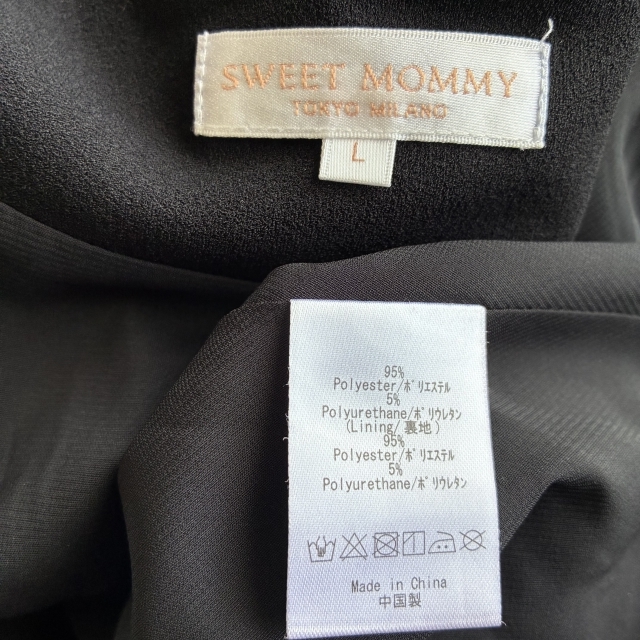 SWEET MOMMY
TOKYO MILANO
L
95%
Polyester/ポリエステル
5%
Polyurethane/ポリウレタン
(Lining/裏地)
95%
Polyester/ポリエステル
5%
Polyurethane/ポリウレタン
Made in China
中国製